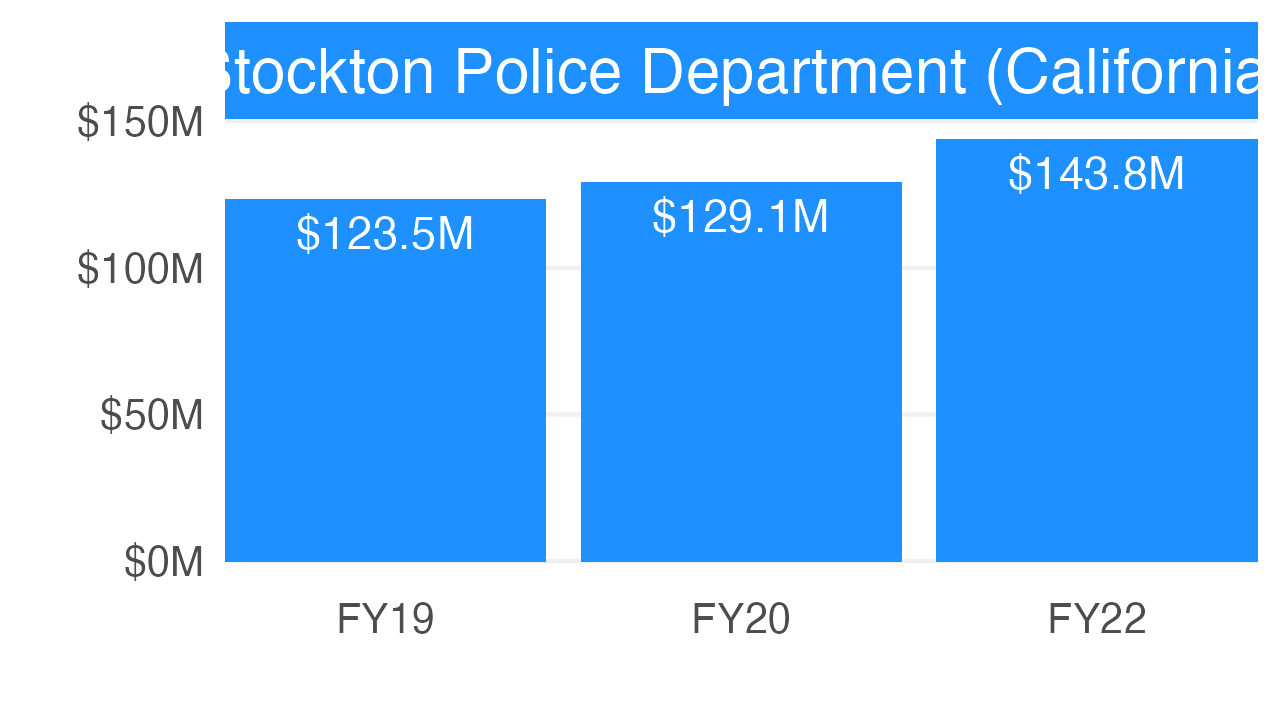 Stockton Police Department (California
$150M
$143.8M
$123.5M
$129.1M
$100M
$50M
$0M
FY19 FY20 FY22